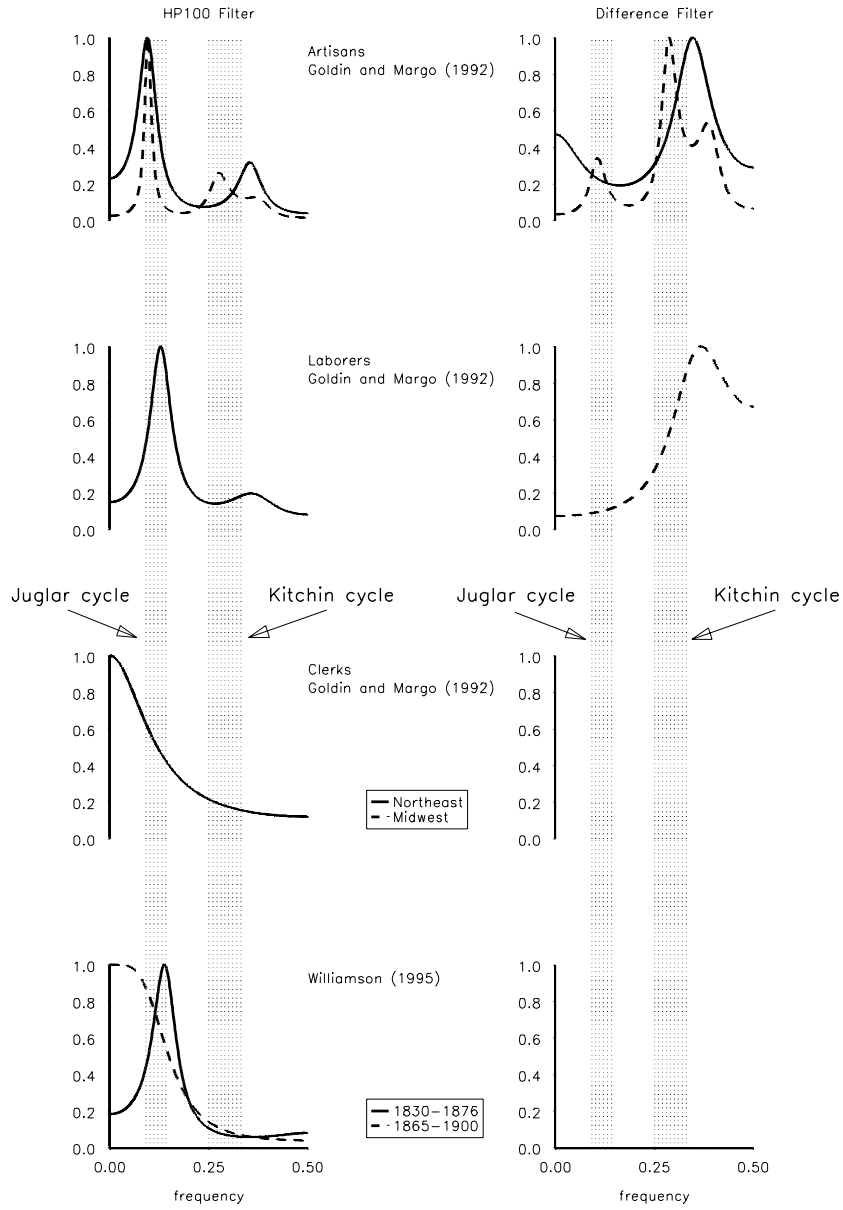 HP100 Filter
Difference Filter
1.0
0.8
0.6
0.4
0.2
0.0
Artisans
Goldin and Margo (1992)
1.0
0.8
0.6
0.4
0.2
0.0
1.0
0.8
0.6
0.4
0.2
0.0
Laborers
Goldin and Margo (1992)
1.0
0.8
0.6
0.4
0.2
0.0
Juglar cycle
Kitchin cycle
Juglar cycle
Kitchin cycle
1.0
0.8
0.6
0.4
0.2
0.0
Clerks
Goldin and Margo (1992)
Northeast
Midwest
1.0
0.8
0.6
0.4
0.2
0.0
1.0
0.8
0.6
0.4
0.2
0.0
Williamson (1995)
1830-1876
1865-1900
1.0
0.8
0.6
0.4
0.2
0.0
0.00 0.25 0.50
frequency
0.00 0.25 0.50
frequency